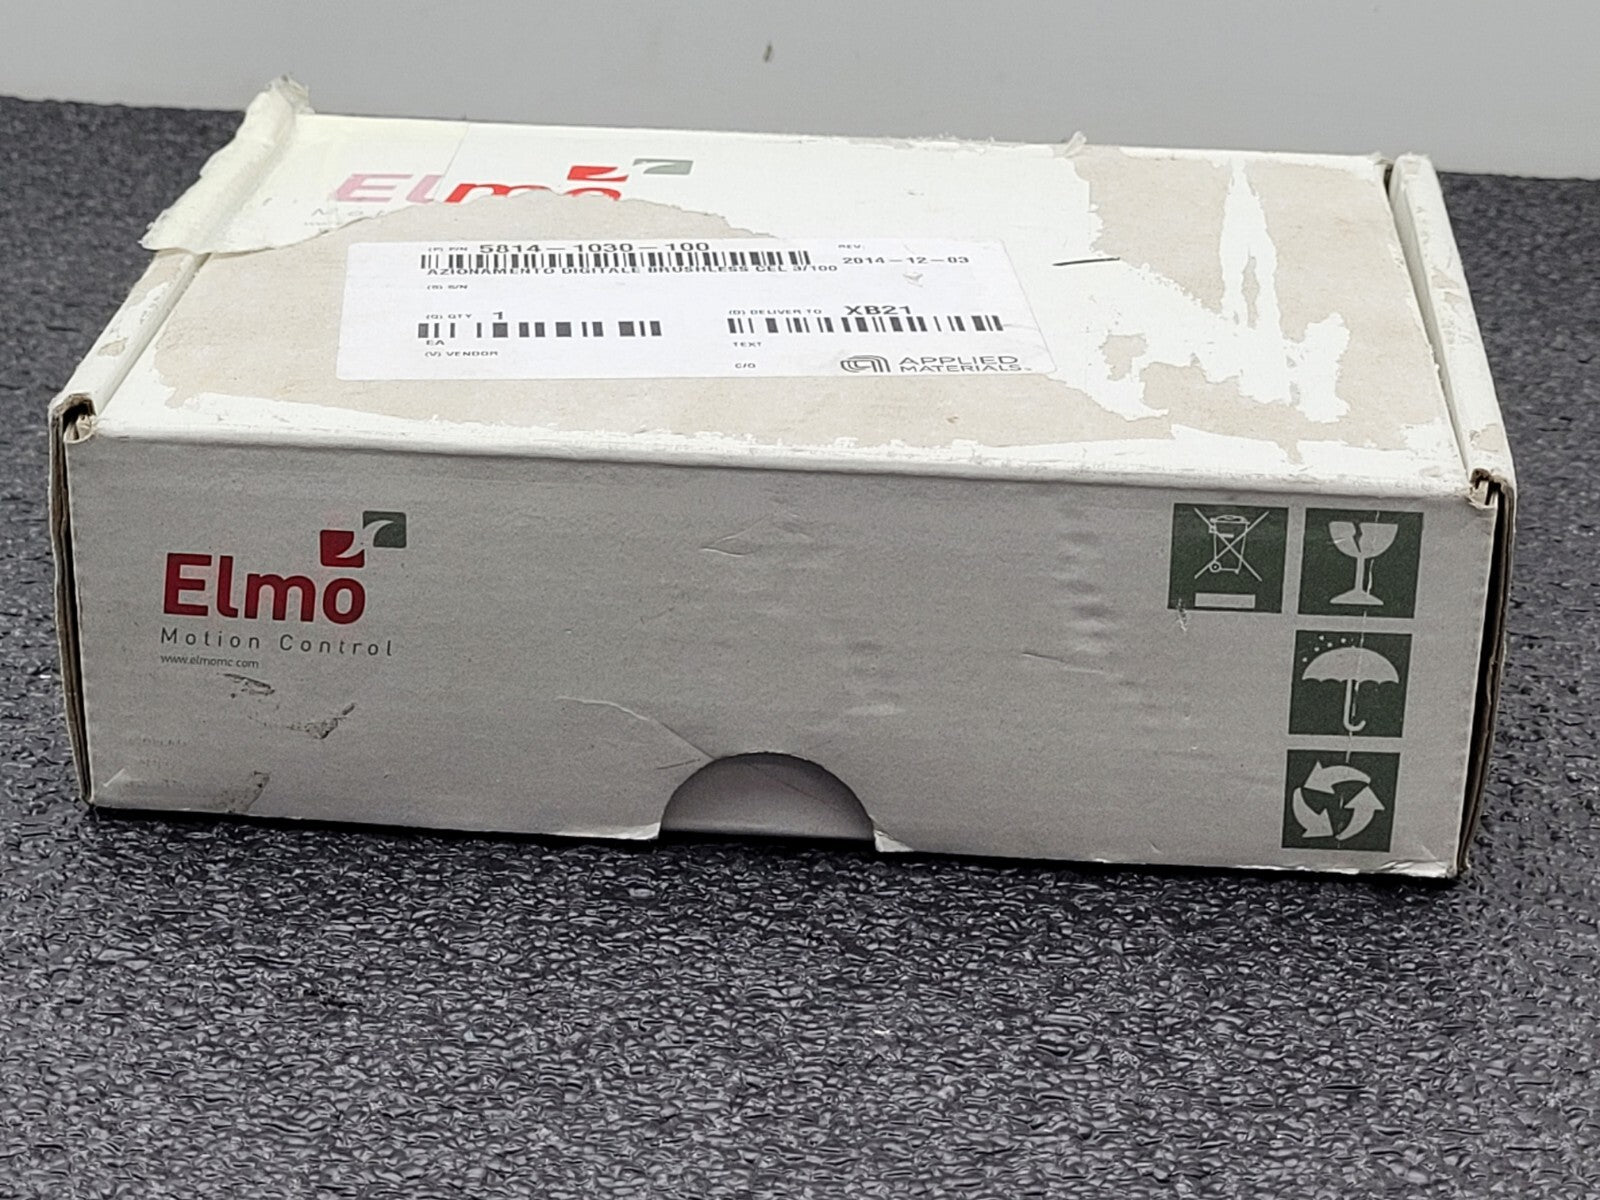 Elmo
(P) P/N 5814-1030-100
REV:
AZIONAMENTO DIGITALE BRUSHLESS CEL 3/100
2014-12-03
(S) S/N
(Q) QTY 1
(D) DELIVER TO XB21
EA
TEXT
(V) VENDOR
C/O
APPLIED
MATERIALS
Elmo
Motion Control
www.elmomc.com